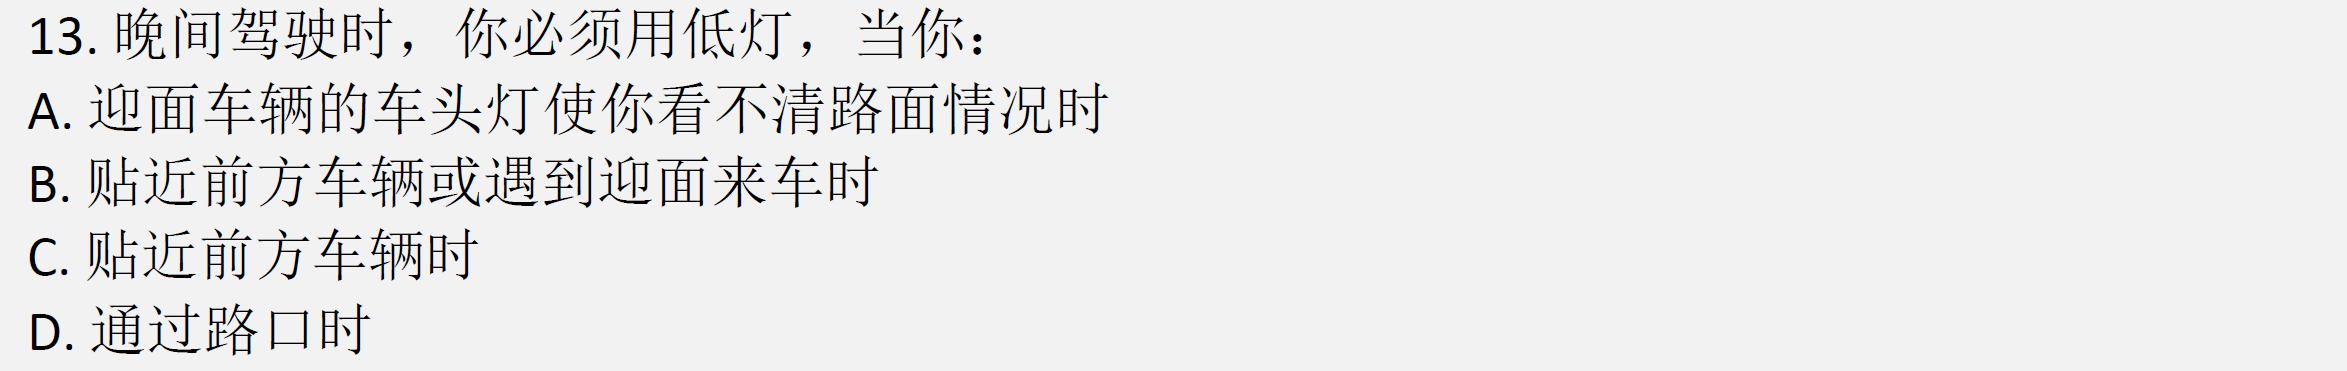 13. 晚间驾驶时，你必须用低灯，当你：
A. 迎面车辆的车头灯使你看不清路面情况时
B. 贴近前方车辆或遇到迎面来车时
C. 贴近前方车辆时
D. 通过路口时